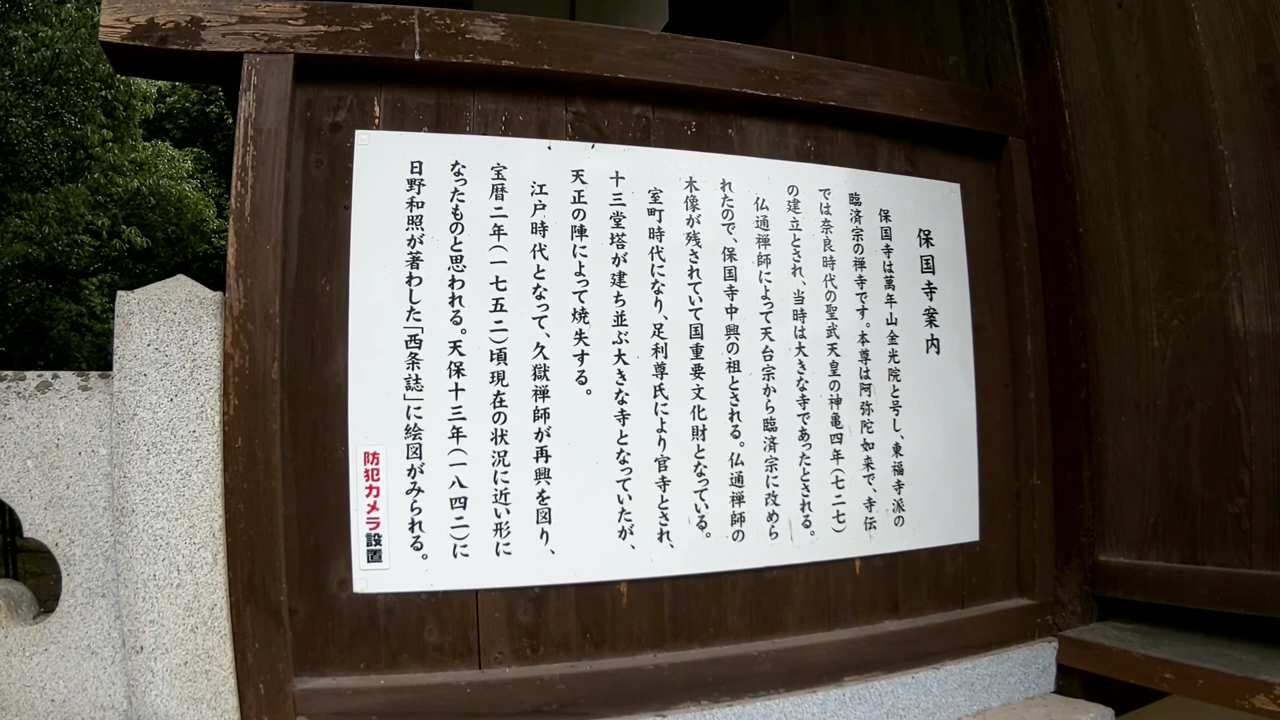 保国寺案内
保国寺は萬年山金光院と号し、東福寺派の
臨済宗の禅寺です。本尊は阿弥陀如来で、寺伝
では奈良時代の聖武天皇の神亀四年(七二七)
の建立とされ、当時は大きな寺であったとされる。
仏通禅師によって天台宗から臨済宗に改めら
れたので、保国寺中興の祖とされる。仏通禅師の
木像が残されていて国重要文化財となっている。
室町時代になり、足利尊氏により官寺とされ、
十三堂塔が建ち並ぶ大きな寺となっていたが、
天正の陣によって焼失する。
江戸時代となって、久獄禅師が再興を図り、
宝暦二年(一七五二)頃現在の状況に近い形に
なったものと思われる。天保十三年(一八四二)に
日野和照が著わした「西条誌」に絵図がみられる。
防犯カメラ設置